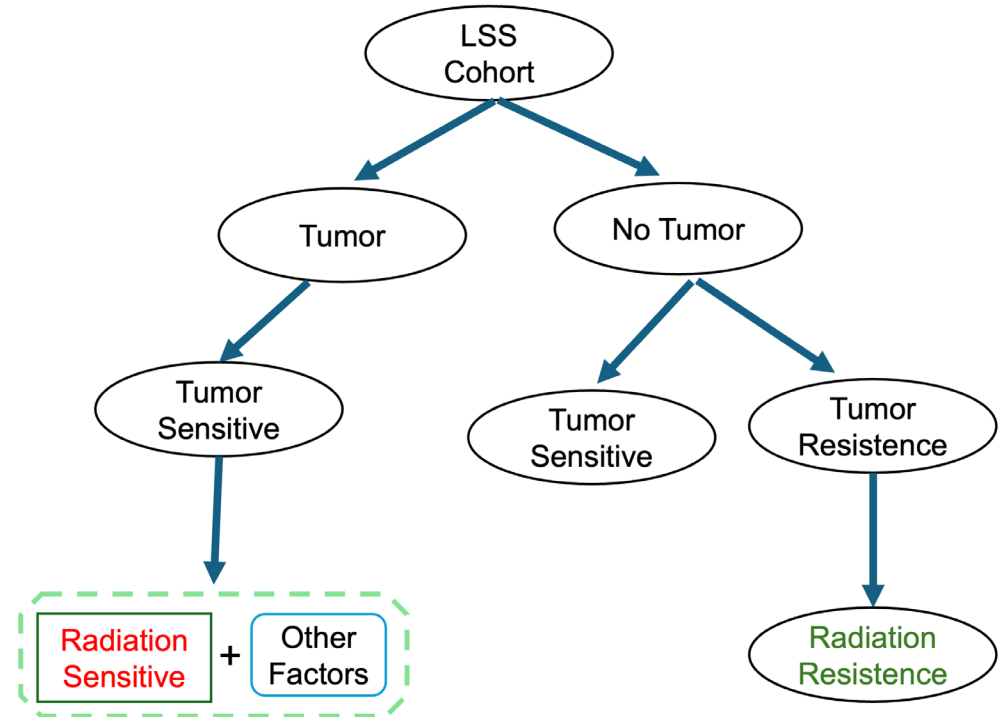 LSS
Cohort
Tumor
No Tumor
Tumor
Sensitive
Tumor
Sensitive
Tumor
Resistence
Radiation
Sensitive
+
Other
Factors
Radiation
Resistence